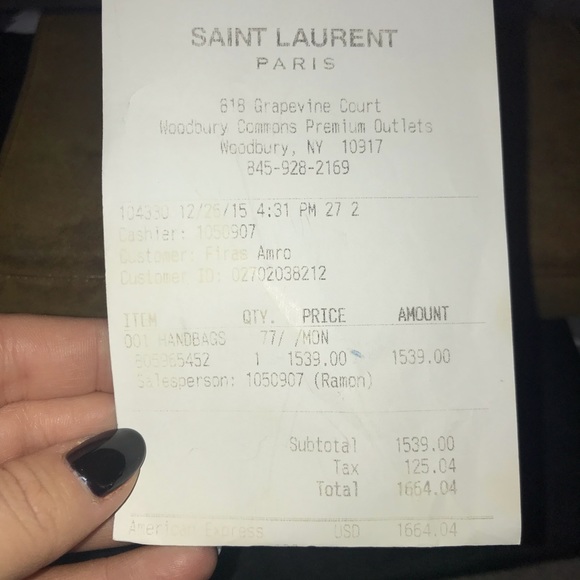 SAINT LAURENT
PARIS
618 Grapevine Court
Woodbury Commons Premium Outlets
Woodbury, NY 10917
845-928-2169
12/26/15 4:31 PM 27 2
Cashier: 1050907
Customer: Firas Amro
Customer ID: 02702038212
ITEM QTY. PRICE AMOUNT
001 HANDBAGS 77/ /MON
1 1539.00 1539.00
Salesperson: 1050907 (Ramon)
Subtotal 1539.00
Tax 125.04
Total 1664.04
American Express USD 1664.04